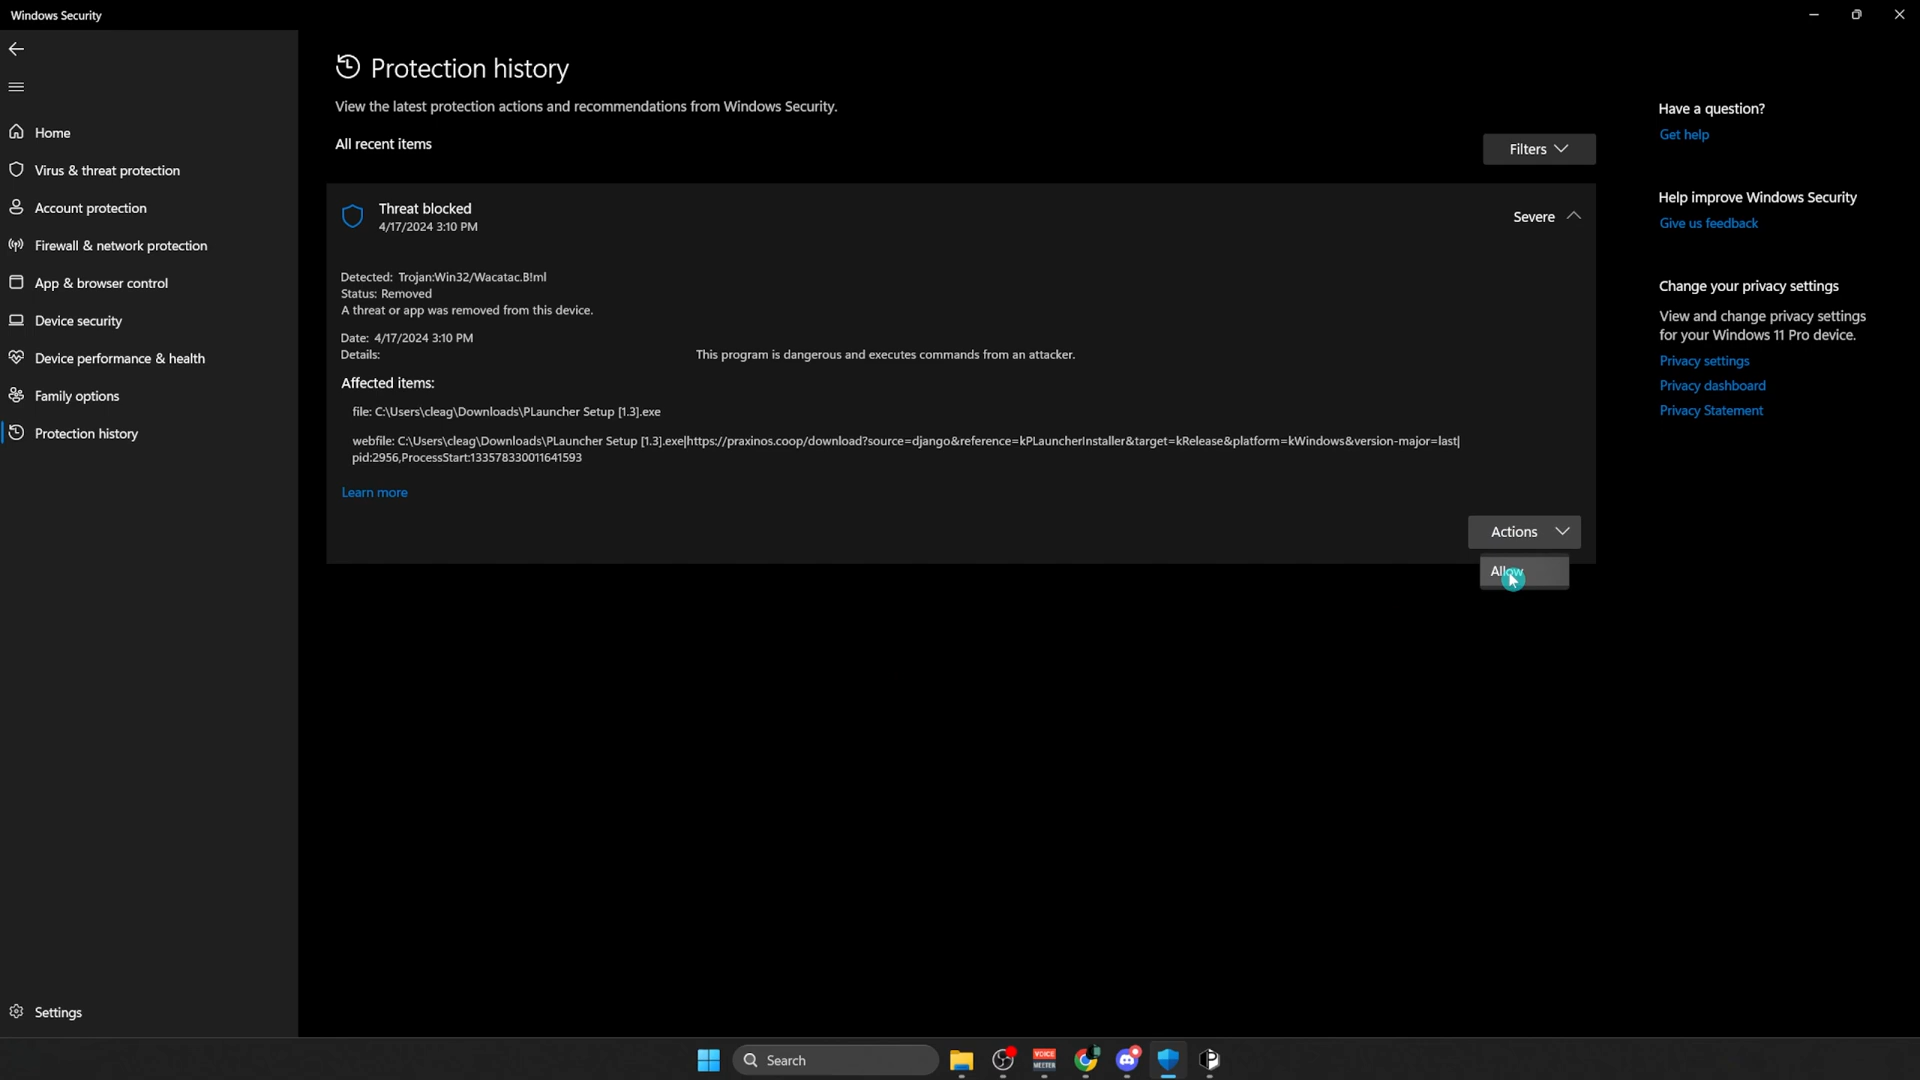 Windows Security
Home
Virus & threat protection
Account protection
Firewall & network protection
App & browser control
Device security
Device performance & health
Family options
Protection history
Settings
Protection history
View the latest protection actions and recommendations from Windows Security.
All recent items
Filters
Threat blocked
4/17/2024 3:10 PM
Severe
Detected: Trojan:Win32/Wacatac.B!ml
Status: Removed
A threat or app was removed from this device.
Date: 4/17/2024 3:10 PM
Details: This program is dangerous and executes commands from an attacker.
Affected items:
file: C:\Users\cleag\Downloads\PLauncher Setup [1.3].exe
webfile: C:\Users\cleag\Downloads\PLauncher Setup [1.3].exe|https://praxinos.coop/download?source=django&reference=kPLauncherInstaller&target=kRelease&platform=kWindows&version-major=last|
pid:2956,ProcessStart:133578330011641593
Learn more
Actions
Allow
Have a question?
Get help
Help improve Windows Security
Give us feedback
Change your privacy settings
View and change privacy settings
for your Windows 11 Pro device.
Privacy settings
Privacy dashboard
Privacy Statement
Search
VOICE
MEETER